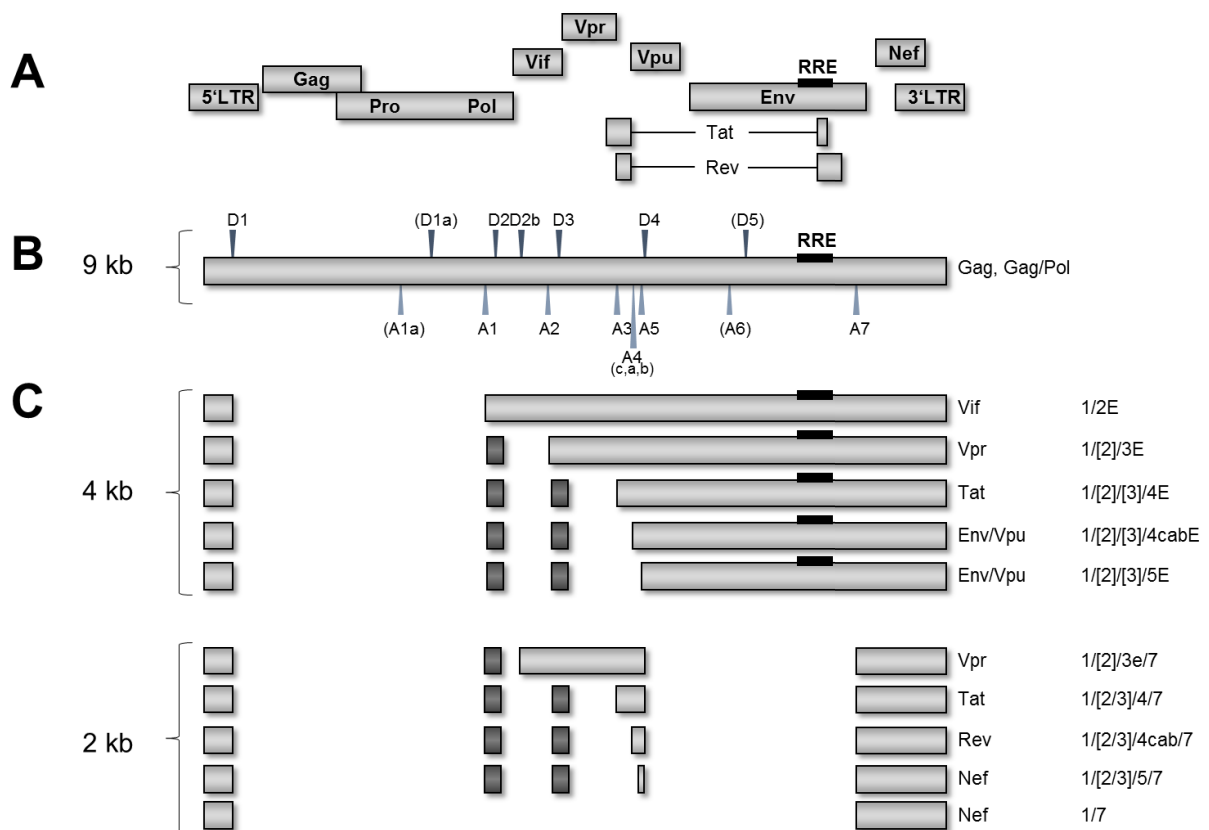 A
Vpr
Vif
Vpu
Nef
RRE
Gag
5‘LTR
Env
3‘LTR
Pro Pol
Tat
Rev
D1 (D1a) D2 D2b D3 D4 (D5)
B
RRE
9 kb
Gag, Gag/Pol
(A1a) A1 A2 A3 A5 (A6) A7
A4
(c,a,b)
C
Vif 1/2E
Vpr 1/[2]/3E
4 kb
Tat 1/[2]/[3]/4E
Env/Vpu 1/[2]/[3]/4cabE
Env/Vpu 1/[2]/[3]/5E
Vpr 1/[2]/3e/7
Tat 1/[2/3]/4/7
2 kb
Rev 1/[2/3]/4cab/7
Nef 1/[2/3]/5/7
Nef 1/7